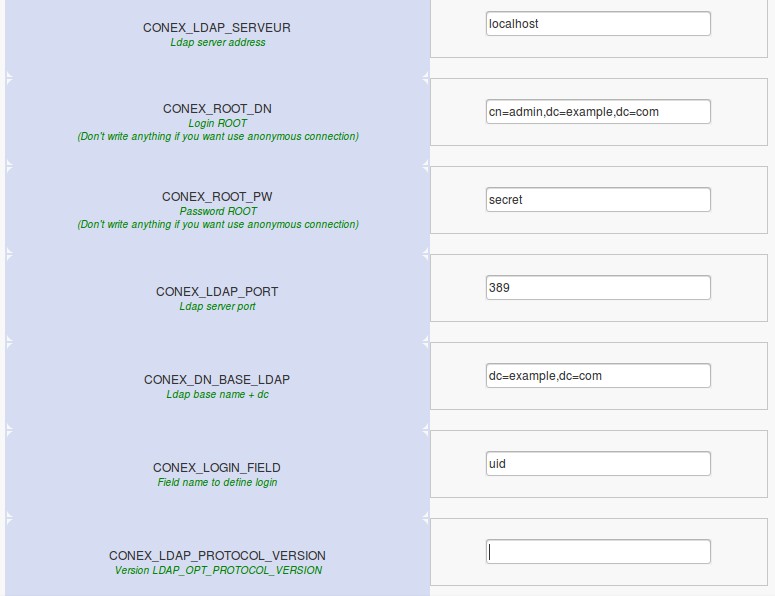 CONEX_LDAP_SERVEUR
Ldap server address
localhost
CONEX_ROOT_DN
Login ROOT
(Don't write anything if you want use anonymous connection)
cn=admin,dc=example,dc=com
CONEX_ROOT_PW
Password ROOT
(Don't write anything if you want use anonymous connection)
secret
CONEX_LDAP_PORT
Ldap server port
389
CONEX_DN_BASE_LDAP
Ldap base name + dc
dc=example,dc=com
CONEX_LOGIN_FIELD
Field name to define login
uid
CONEX_LDAP_PROTOCOL_VERSION
Version LDAP_OPT_PROTOCOL_VERSION